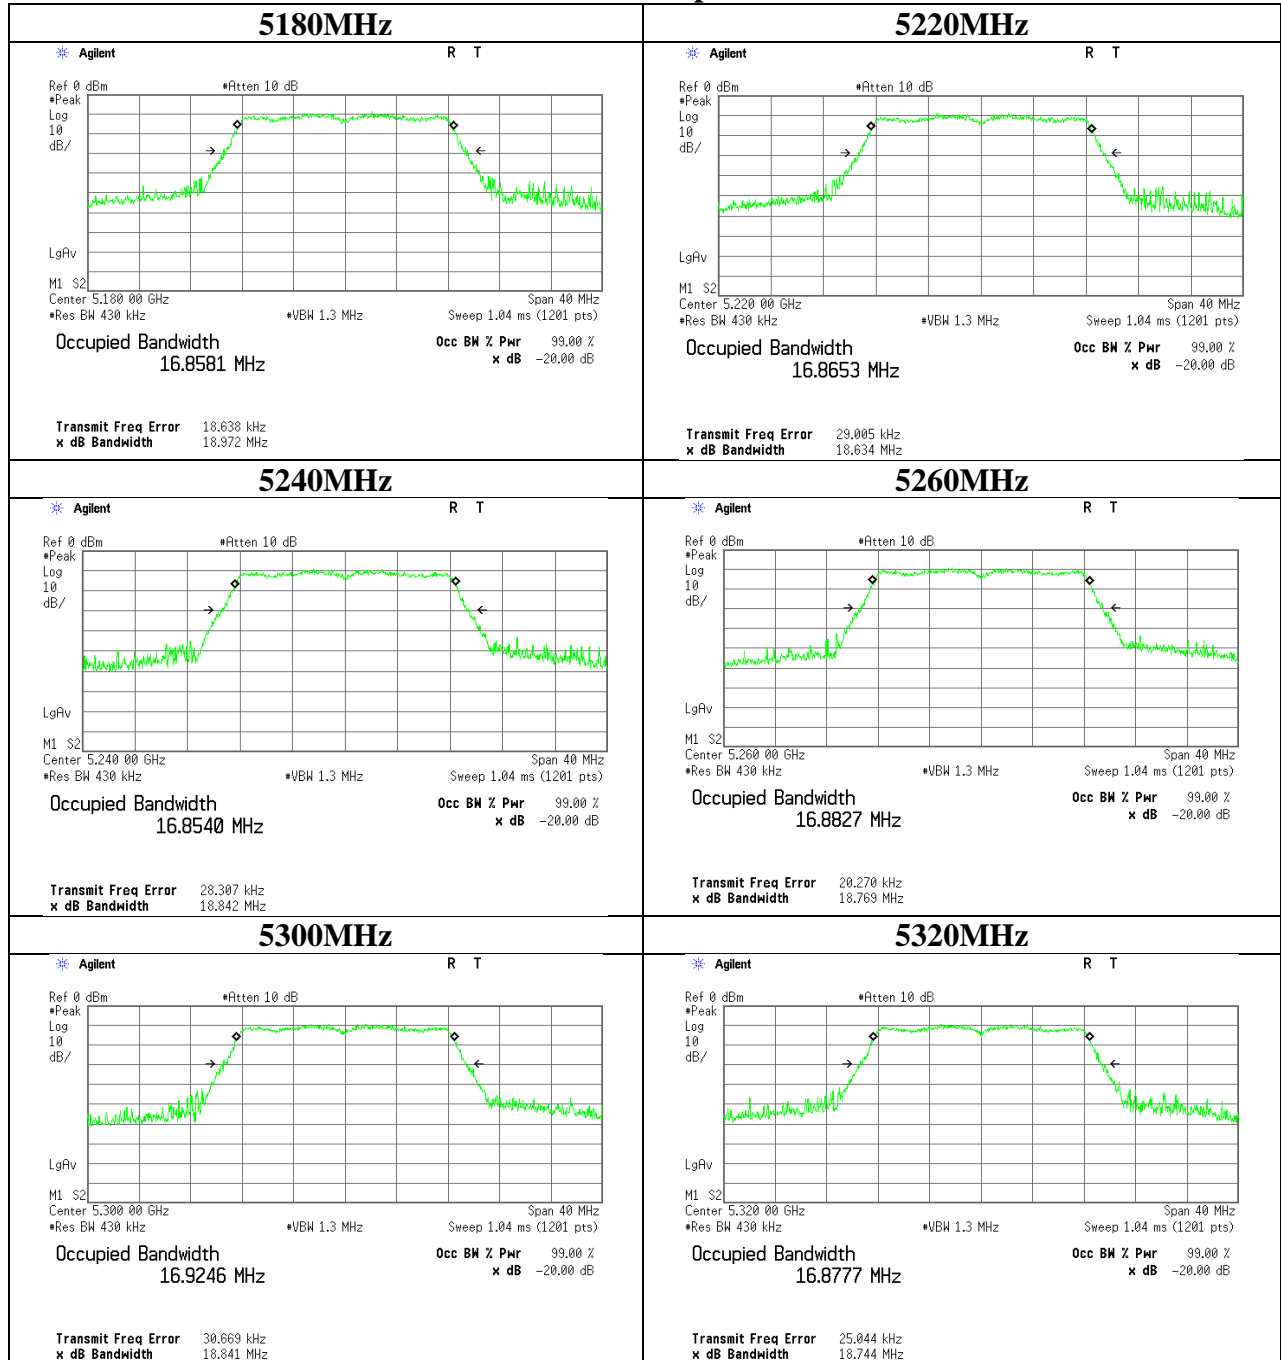 5180MHz
Agilent R T
Ref 0 dBm #Atten 10 dB
#Peak
Log
10
dB/
LgAv
M1 S2
Center 5.180 00 GHz Span 40 MHz
#Res BW 430 kHz #VBW 1.3 MHz Sweep 1.04 ms (1201 pts)
Occupied Bandwidth Occ BW % Pwr 99.00 %
16.8581 MHz x dB -20.00 dB
Transmit Freq Error 18.638 kHz
x dB Bandwidth 18.972 MHz
5220MHz
Agilent R T
Ref 0 dBm #Atten 10 dB
#Peak
Log
10
dB/
LgAv
M1 S2
Center 5.220 00 GHz Span 40 MHz
#Res BW 430 kHz #VBW 1.3 MHz Sweep 1.04 ms (1201 pts)
Occupied Bandwidth Occ BW % Pwr 99.00 %
16.8653 MHz x dB -20.00 dB
Transmit Freq Error 29.005 kHz
x dB Bandwidth 18.634 MHz
5240MHz
Agilent R T
Ref 0 dBm #Atten 10 dB
#Peak
Log
10
dB/
LgAv
M1 S2
Center 5.240 00 GHz Span 40 MHz
#Res BW 430 kHz #VBW 1.3 MHz Sweep 1.04 ms (1201 pts)
Occupied Bandwidth Occ BW % Pwr 99.00 %
16.8540 MHz x dB -20.00 dB
Transmit Freq Error 28.307 kHz
x dB Bandwidth 18.842 MHz
5260MHz
Agilent R T
Ref 0 dBm #Atten 10 dB
#Peak
Log
10
dB/
LgAv
M1 S2
Center 5.260 00 GHz Span 40 MHz
#Res BW 430 kHz #VBW 1.3 MHz Sweep 1.04 ms (1201 pts)
Occupied Bandwidth Occ BW % Pwr 99.00 %
16.8827 MHz x dB -20.00 dB
Transmit Freq Error 20.270 kHz
x dB Bandwidth 18.769 MHz
5300MHz
Agilent R T
Ref 0 dBm #Atten 10 dB
#Peak
Log
10
dB/
LgAv
M1 S2
Center 5.300 00 GHz Span 40 MHz
#Res BW 430 kHz #VBW 1.3 MHz Sweep 1.04 ms (1201 pts)
Occupied Bandwidth Occ BW % Pwr 99.00 %
16.9246 MHz x dB -20.00 dB
Transmit Freq Error 30.669 kHz
x dB Bandwidth 18.841 MHz
5320MHz
Agilent R T
Ref 0 dBm #Atten 10 dB
#Peak
Log
10
dB/
LgAv
M1 S2
Center 5.320 00 GHz Span 40 MHz
#Res BW 430 kHz #VBW 1.3 MHz Sweep 1.04 ms (1201 pts)
Occupied Bandwidth Occ BW % Pwr 99.00 %
16.8777 MHz x dB -20.00 dB
Transmit Freq Error 25.044 kHz
x dB Bandwidth 18.744 MHz